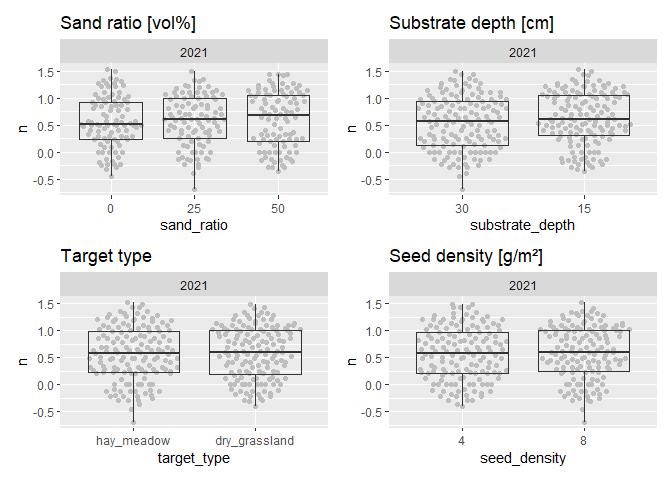 Sand ratio [vol%]
2021
1.5
1.0
0.5
0.0
-0.5
n
0 25 50
sand_ratio
Substrate depth [cm]
2021
1.5
1.0
0.5
0.0
-0.5
n
30 15
substrate_depth
Target type
2021
1.5
1.0
0.5
0.0
-0.5
n
hay_meadow dry_grassland
target_type
Seed density [g/m²]
2021
1.5
1.0
0.5
0.0
-0.5
n
4 8
seed_density